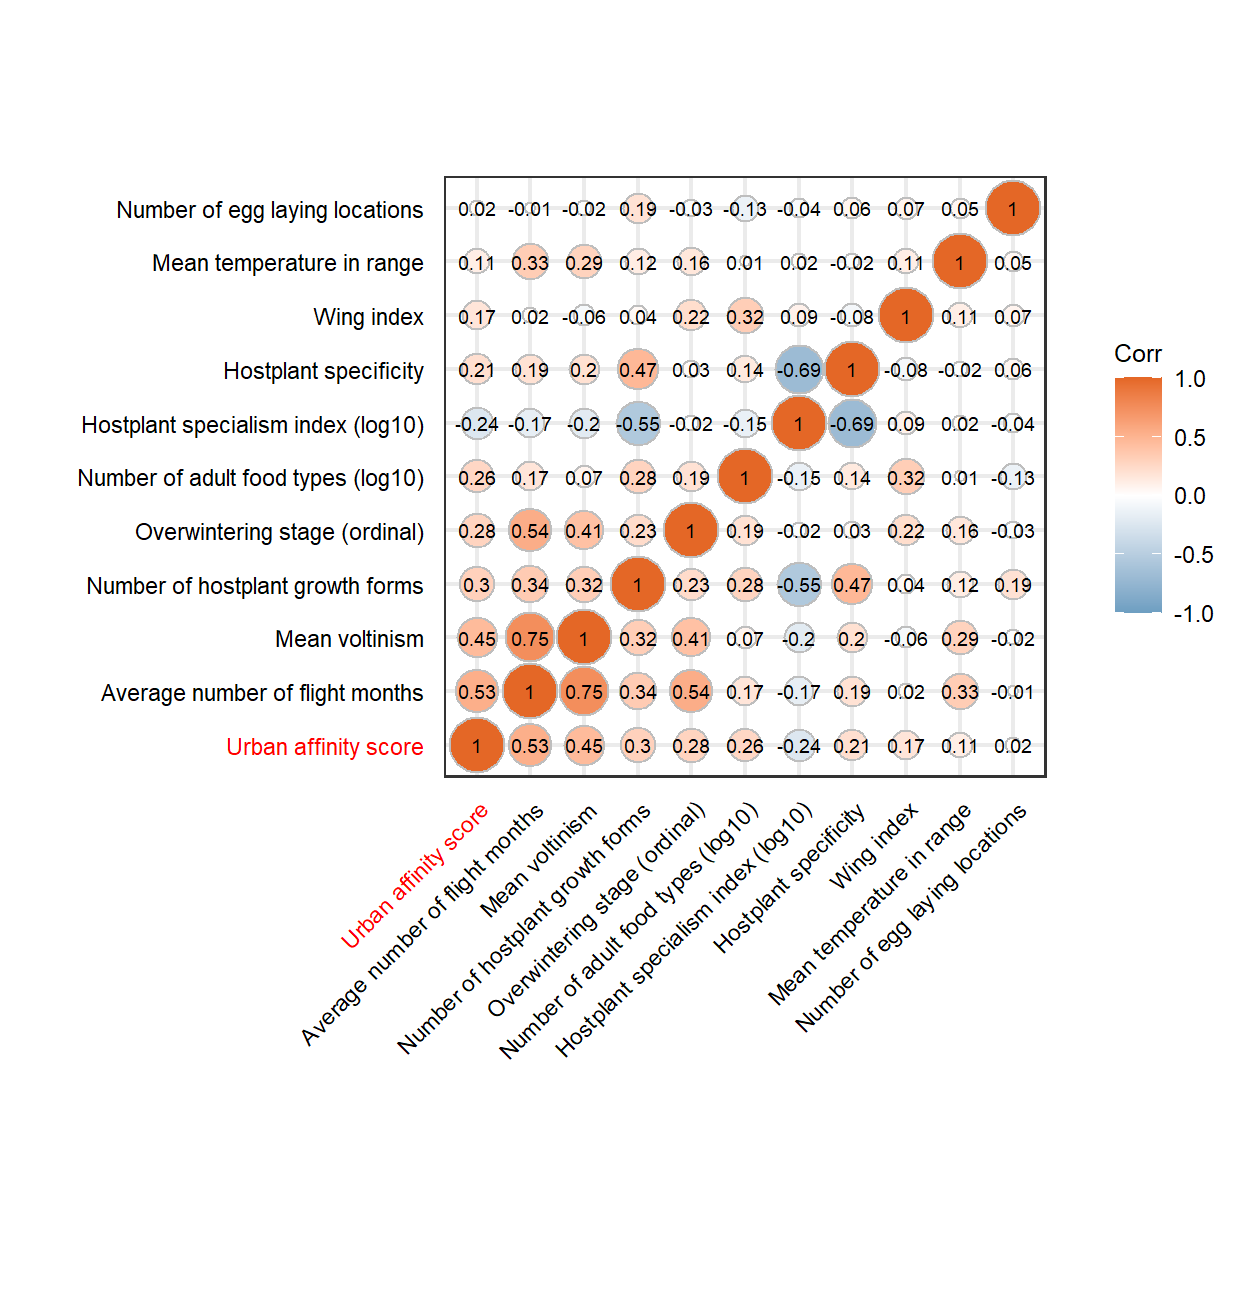 Number of egg laying locations 0.02 -0.01 -0.02 0.19 -0.03 -0.13 -0.04 0.06 0.07 0.05 1
Mean temperature in range 0.11 0.33 0.29 0.12 0.16 0.01 0.02 -0.02 0.11 1 0.05
Wing index 0.17 0.02 -0.06 0.04 0.22 0.32 0.09 -0.08 1 0.11 0.07
Hostplant specificity 0.21 0.19 0.2 0.47 0.03 0.14 -0.69 1 -0.08 -0.02 0.06
Hostplant specialism index (log10) -0.24 -0.17 -0.2 -0.55 -0.02 -0.15 1 -0.69 0.09 0.02 -0.04
Number of adult food types (log10) 0.26 0.17 0.07 0.28 0.19 1 -0.15 0.14 0.32 0.01 -0.13
Overwintering stage (ordinal) 0.28 0.54 0.41 0.23 1 0.19 -0.02 0.03 0.22 0.16 -0.03
Number of hostplant growth forms 0.3 0.34 0.32 1 0.23 0.28 -0.55 0.47 0.04 0.12 0.19
Mean voltinism 0.45 0.75 1 0.32 0.41 0.07 -0.2 0.2 -0.06 0.29 -0.02
Average number of flight months 0.53 1 0.75 0.34 0.54 0.17 -0.17 0.19 0.02 0.33 -0.01
Urban affinity score 1 0.53 0.45 0.3 0.28 0.26 -0.24 0.21 0.17 0.11 0.02
Urban affinity score
Average number of flight months
Mean voltinism
Number of hostplant growth forms
Overwintering stage (ordinal)
Number of adult food types (log10)
Hostplant specialism index (log10)
Hostplant specificity
Wing index
Mean temperature in range
Number of egg laying locations
Corr
1.0
0.5
0.0
-0.5
-1.0